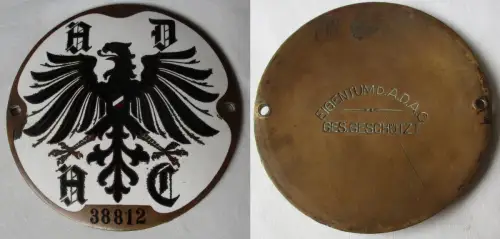 A D
A C
38812
EIGENTUM D. A.D.A.C
GES.GESCHÜTZT